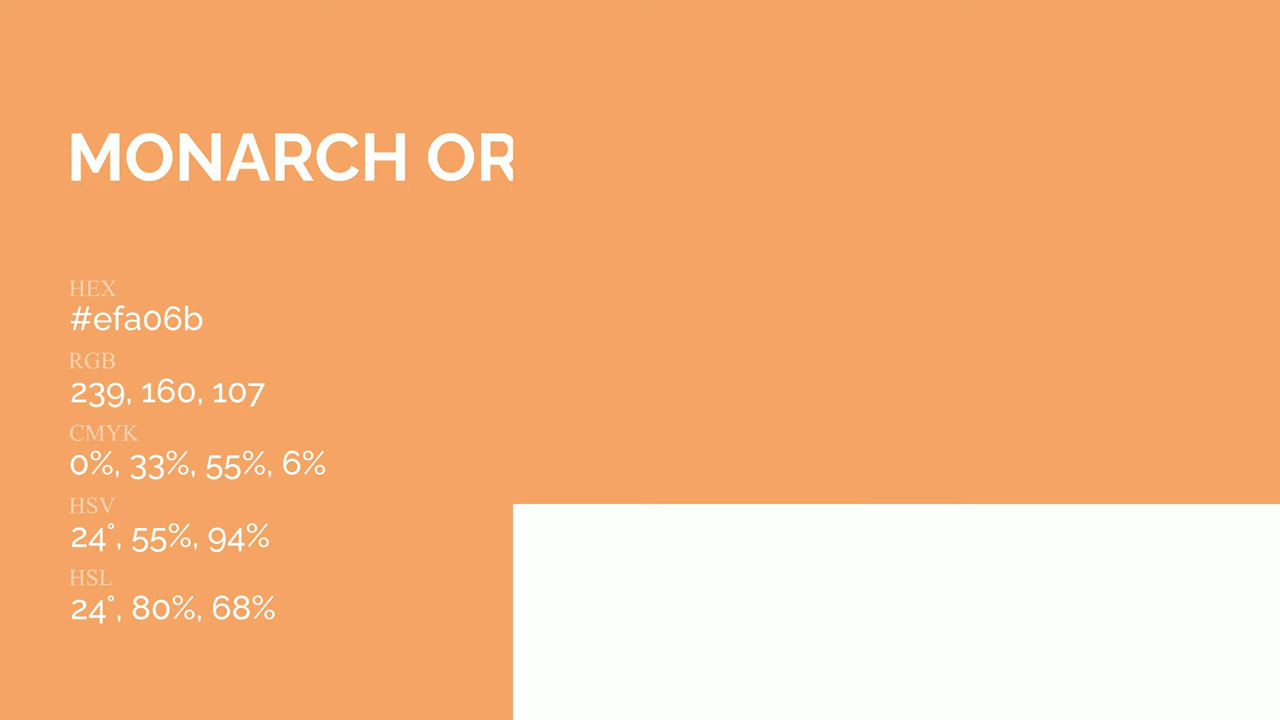 MONARCH OR
HEX
#efa06b
RGB
239, 160, 107
CMYK
0%, 33%, 55%, 6%
HSV
24°, 55%, 94%
HSL
24°, 80%, 68%